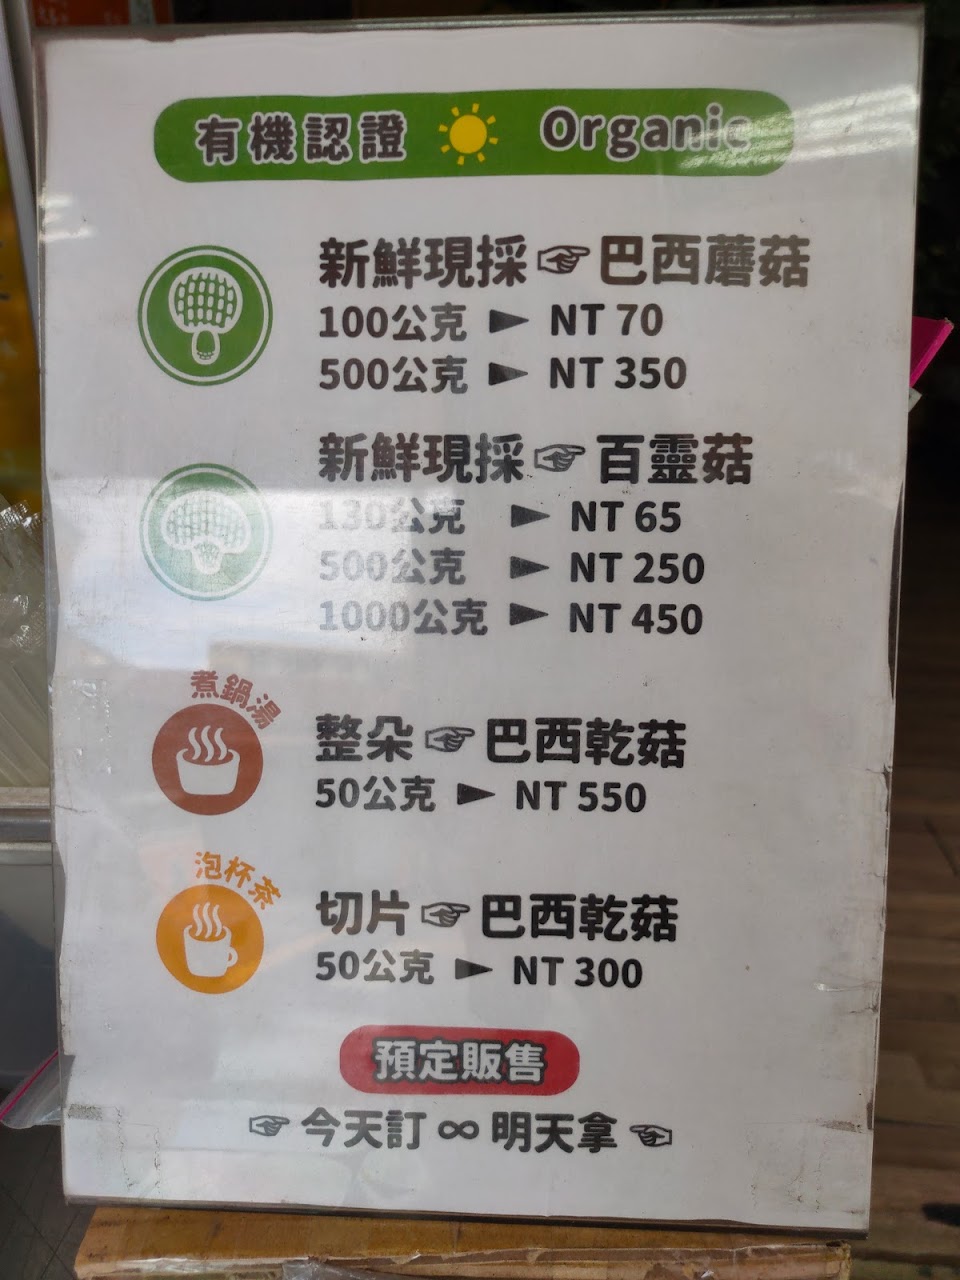 有機認證 Organic
新鮮現採☞巴西蘑菇
100公克 ► NT 70
500公克 ► NT 350
新鮮現採☞百靈菇
130公克 ► NT 65
500公克 ► NT 250
1000公克 ► NT 450
煮鍋湯
整朵☞巴西乾菇
50公克 ► NT 550
泡杯茶
切片☞巴西乾菇
50公克 ► NT 300
預定販售
☞今天訂∞明天拿☜